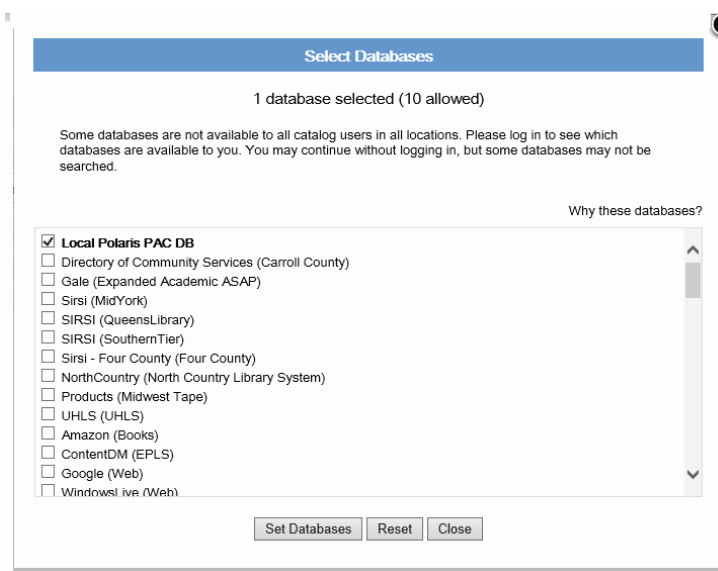 Select Databases
1 database selected (10 allowed)
Some databases are not available to all catalog users in all locations. Please log in to see which
databases are available to you. You may continue without logging in, but some databases may not be
searched.
Why these databases?
Local Polaris PAC DB
Directory of Community Services (Carroll County)
Gale (Expanded Academic ASAP)
Sirsi (MidYork)
SIRSI (QueensLibrary)
SIRSI (SouthernTier)
Sirsi - Four County (Four County)
NorthCountry (North Country Library System)
Products (Midwest Tape)
UHLS (UHLS)
Amazon (Books)
ContentDM (EPLS)
Google (Web)
WindowsLive (Web)
Set Databases Reset Close